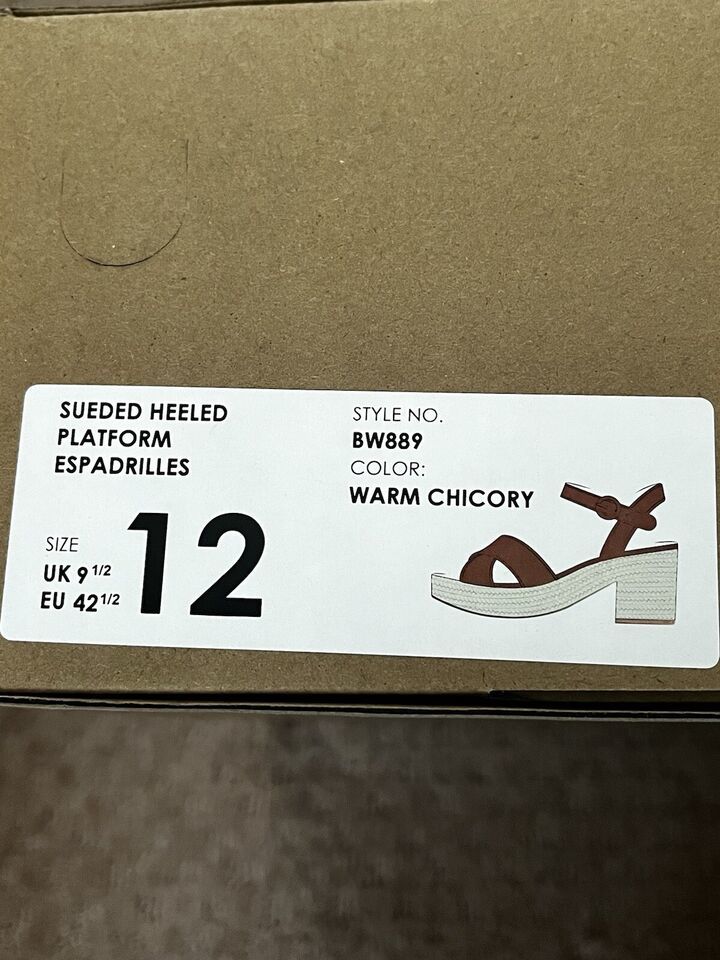 SUEDED HEELED
PLATFORM
ESPADRILLES
SIZE
UK 9 1/2
EU 42 1/2
12
STYLE NO.
BW889
COLOR:
WARM CHICORY